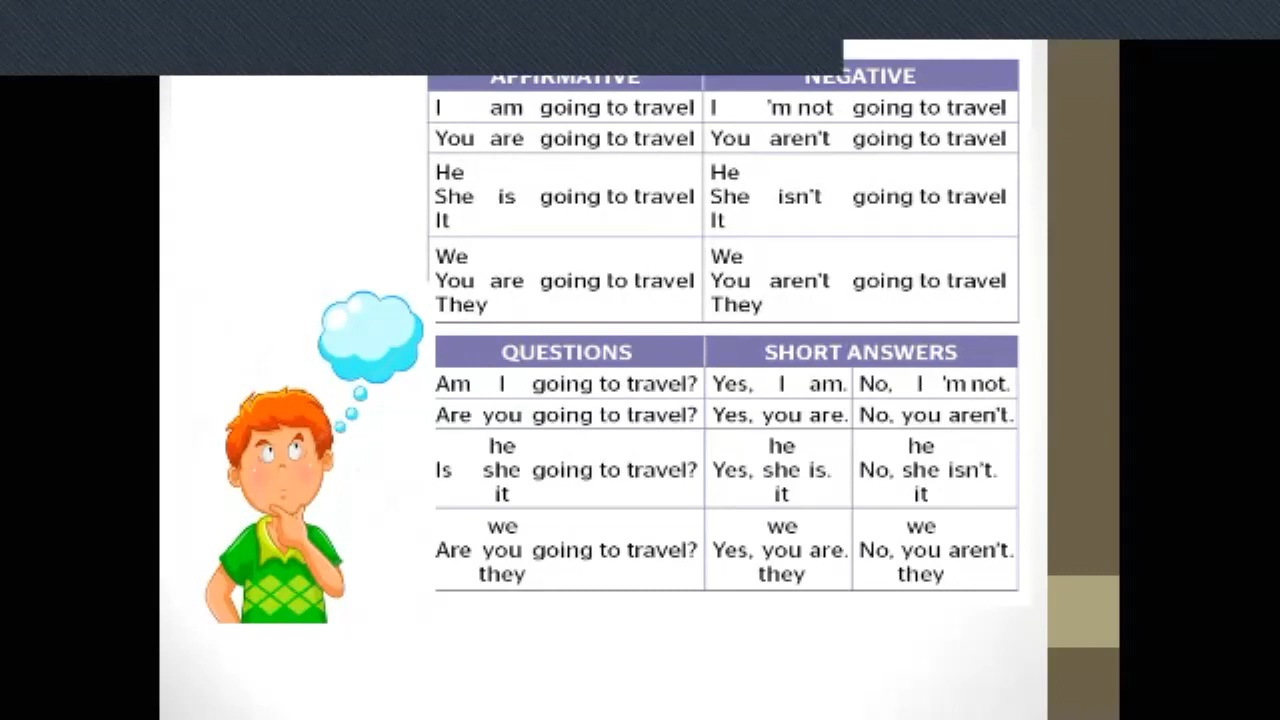 AFFIRMATIVE NEGATIVE
I am going to travel I 'm not going to travel
You are going to travel You aren't going to travel
He He
She is going to travel She isn't going to travel
It It
We We
You are going to travel You aren't going to travel
They They
QUESTIONS SHORT ANSWERS
Am I going to travel? Yes, I am. No, I 'm not.
Are you going to travel? Yes, you are. No, you aren't.
he he he
Is she going to travel? Yes, she is. No, she isn't.
it it it
we we we
Are you going to travel? Yes, you are. No, you aren't.
they they they